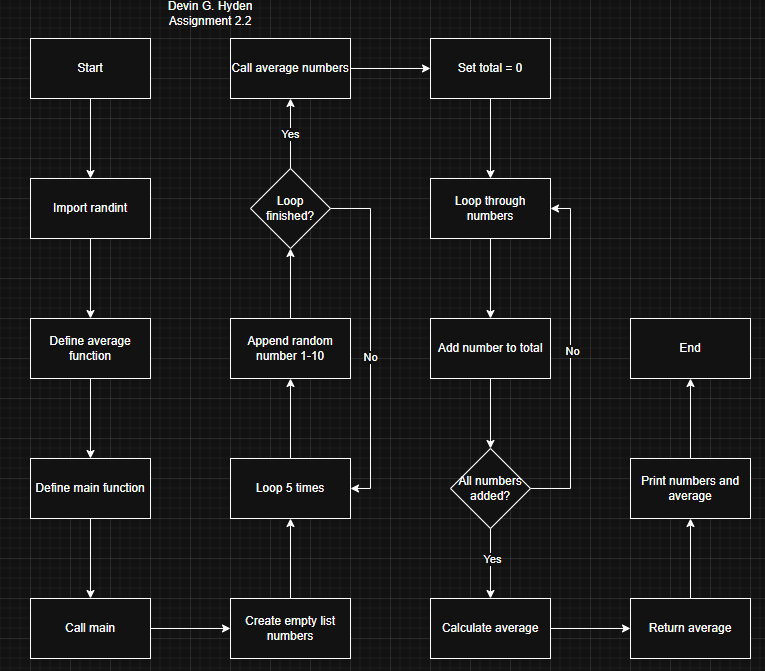 Devin G. Hyden
Assignment 2.2
Start
Import randint
Define average
function
Define main function
Call main
Create empty list
numbers
Loop 5 times
Append random
number 1-10
Loop
finished?
No
Yes
Call average numbers
Set total = 0
Loop through
numbers
Add number to total
All numbers
added?
No
Yes
Calculate average
Return average
Print numbers and
average
End